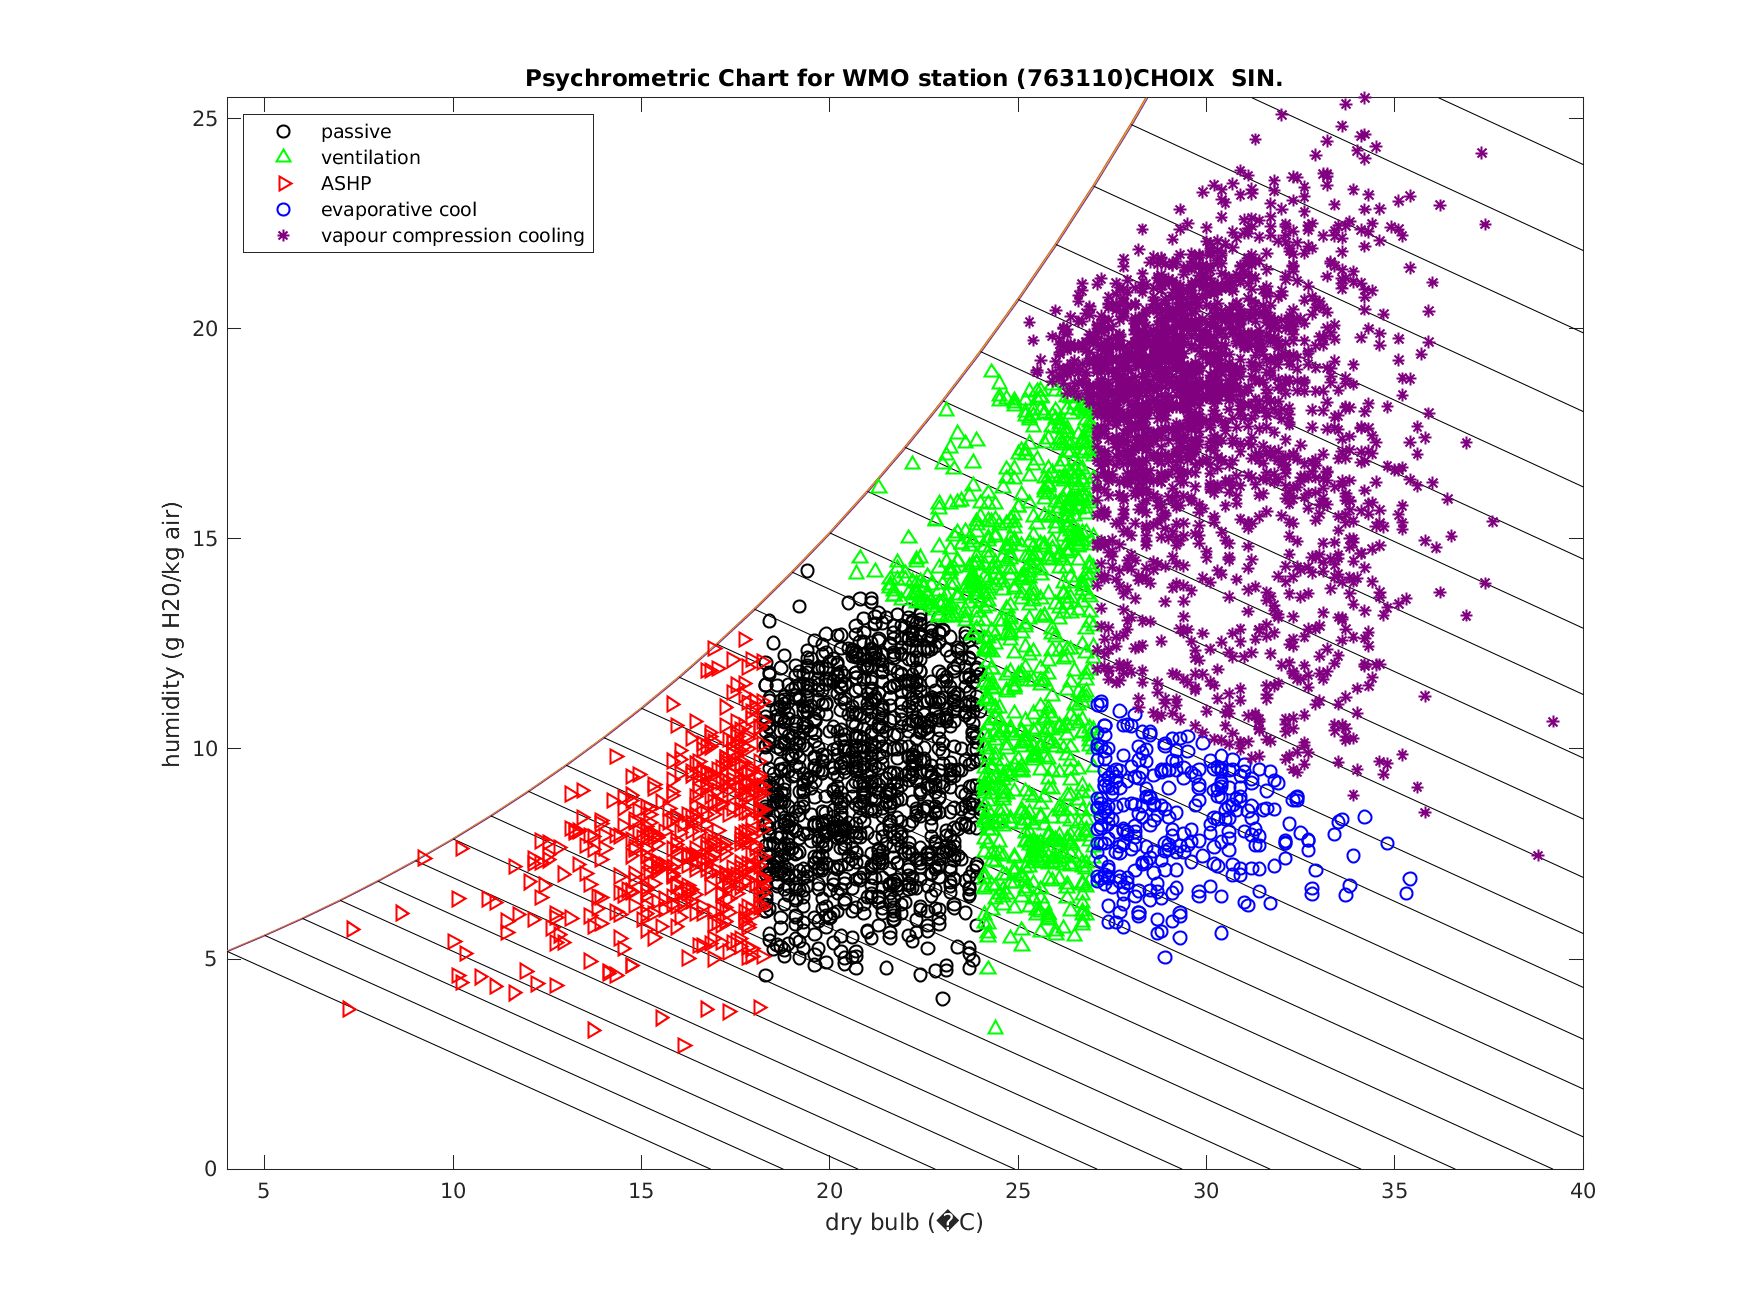 Psychrometric Chart for WMO station (763110)CHOIX  SIN.
passive
ventilation
ASHP
evaporative cool
vapour compression cooling
humidity (g H20/kg air)
25
20
15
10
5
0
5
10
15
20
25
30
35
40
dry bulb (�C)